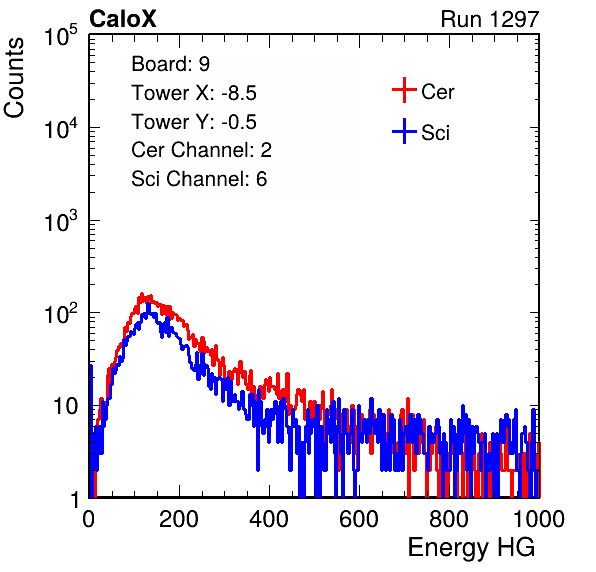 CaloX Run 1297
Counts
Board: 9
Tower X: -8.5
Tower Y: -0.5
Cer Channel: 2
Sci Channel: 6
Cer
Sci
10^5
10^4
10^3
10^2
10
1
0 200 400 600 800 1000
Energy HG